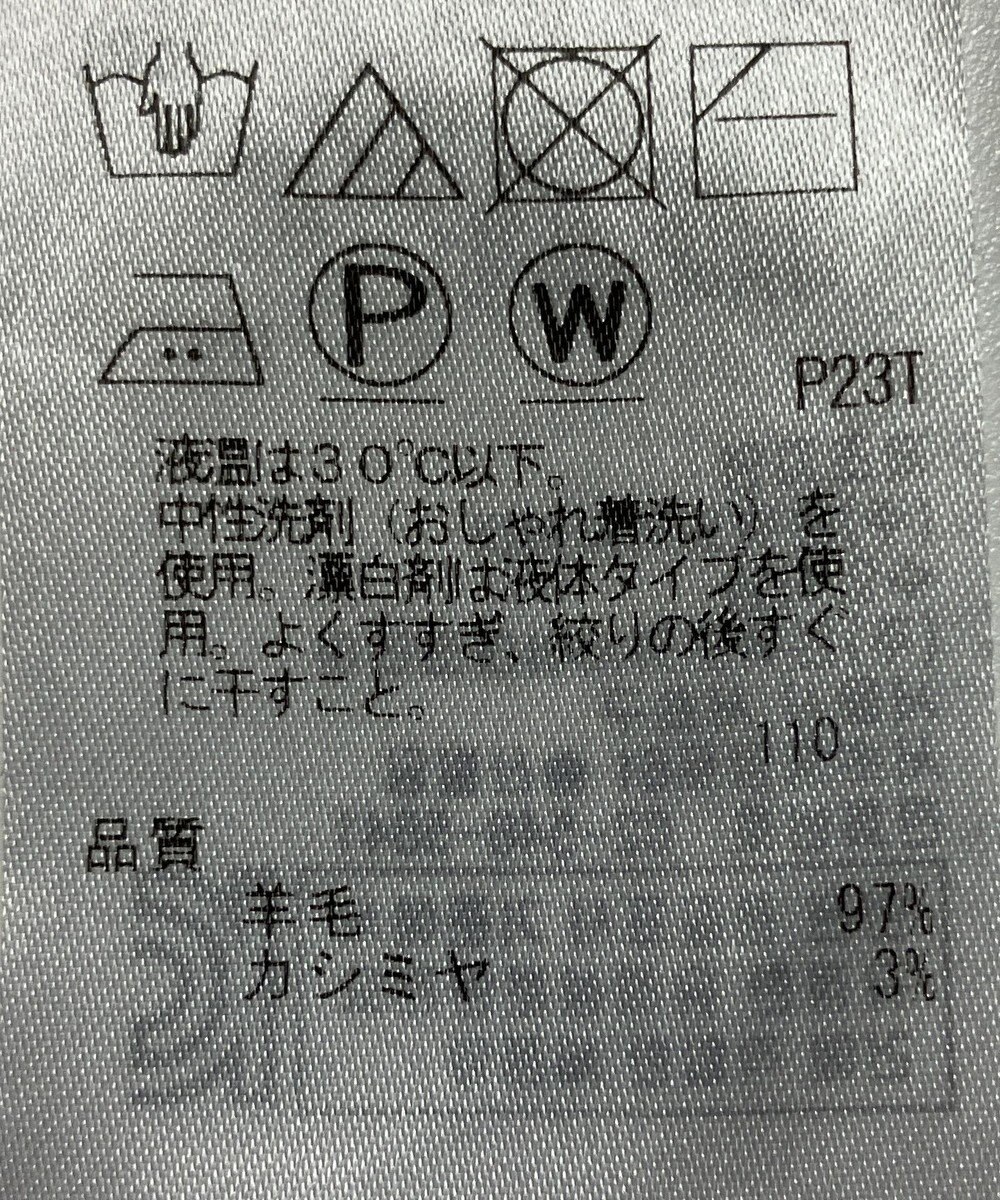 P W
P23T
液温は30℃以下。
中性洗剤（おしゃれ着洗い）を
使用。漂白剤は液体タイプを使
用。よくすすぎ、絞りの後すぐ
に干すこと。
110
品質
羊毛 97%
カシミヤ 3%